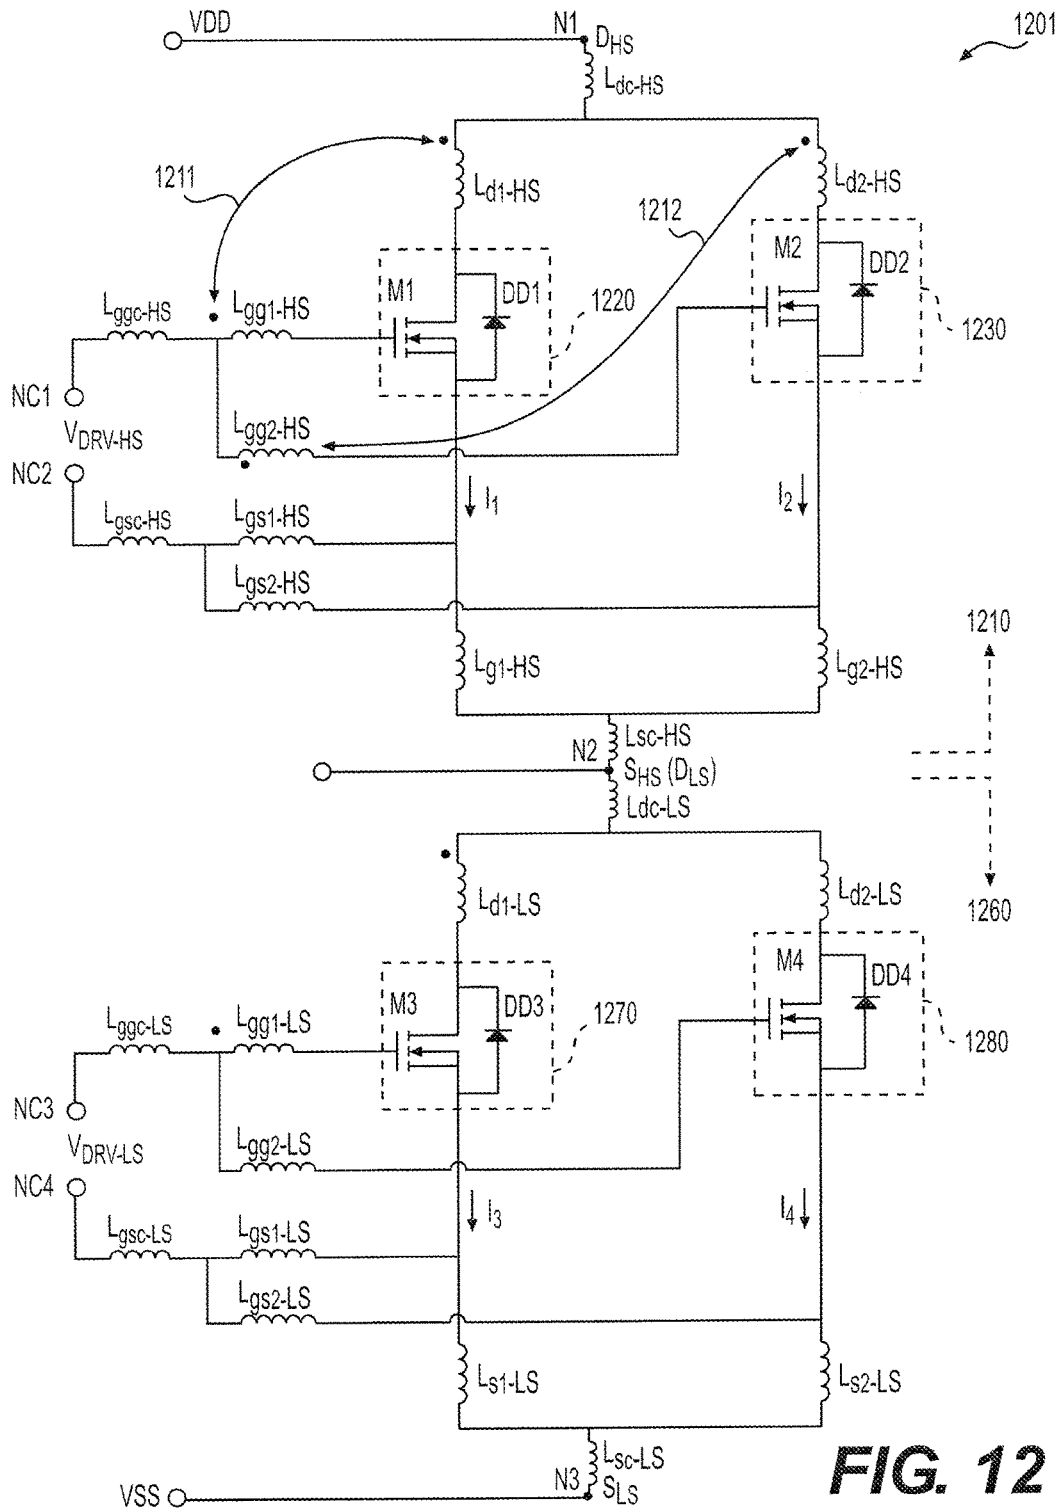 VDD
N1
DHS
Ldc-HS
1201
1211
Ld1-HS
1212
Ld2-HS
M1
DD1
1220
M2
DD2
1230
Lggc-HS
Lgg1-HS
NC1
VDRV-HS
NC2
Lgg2-HS
Lgsc-HS
Lgs1-HS
I1
I2
Lgs2-HS
Lg1-HS
Lg2-HS
1210
Lsc-HS
N2
SHS (DLS)
Ldc-LS
1260
Ld1-LS
Ld2-LS
M3
DD3
1270
M4
DD4
1280
Lggc-LS
Lgg1-LS
NC3
VDRV-LS
NC4
Lgg2-LS
Lgsc-LS
Lgs1-LS
I3
I4
Lgs2-LS
Ls1-LS
Ls2-LS
Lsc-LS
N3
SLS
VSS
FIG. 12